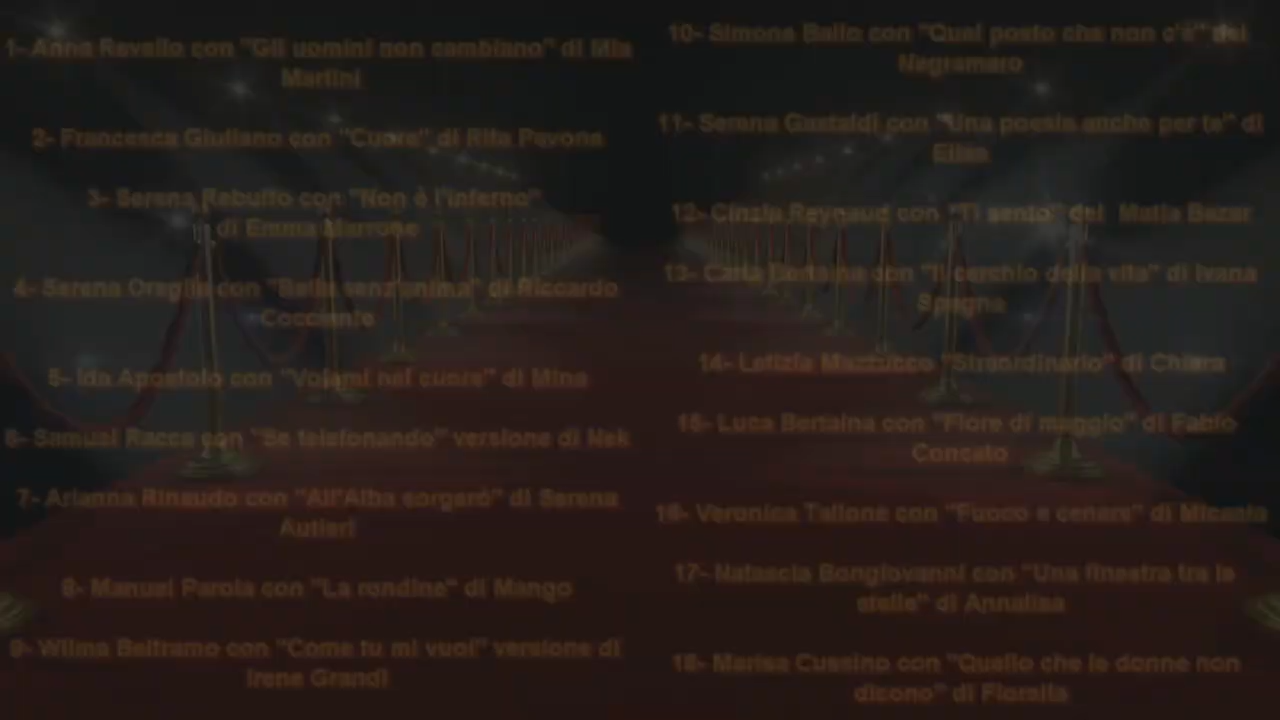 1- Anna Ravello con "Gli uomini non cambiano" di Mia
Martini
2- Francesca Giuliano con "Cuore" di Rita Pavone
3- Serena Rebuffo con "Non è l'inferno"
di Emma Marrone
4- Serena Oreglia con "Bella senz'anima" di Riccardo
Cocciante
5- Ida Apostolo con "Volami nel cuore" di Mina
6- Samuel Racca con "Se telefonando" versione di Nek
7- Arianna Rinaudo con "All'Alba sorgerò" di Serena
Autieri
8- Manuel Parola con "La rondine" di Mango
9- Wilma Beltramo con "Come tu mi vuoi" versione di
Irene Grandi
10- Simona Ballo con "Quel posto che non c'è" dei
Negramaro
11- Serena Gastaldi con "Una poesia anche per te" di
Elisa
12- Cinzia Reynaud con "Ti sento" dei Matia Bazar
13- Carla con "Il cerchio della vita" di Ivana
Spagna
14- Letizia Mazzucco "Straordinario" di Chiara
15- Luca Bertaina con "Fiore di maggio" di Fabio
Concato
16- Veronica Tallone con "Fuoco e cenere" di Micaela
17- Natascia Bongiovanni con "Una finestra tra le
stelle" di Annalisa
18- Marisa Cussino con "Quello che le donne non
dicono" di Fiorella